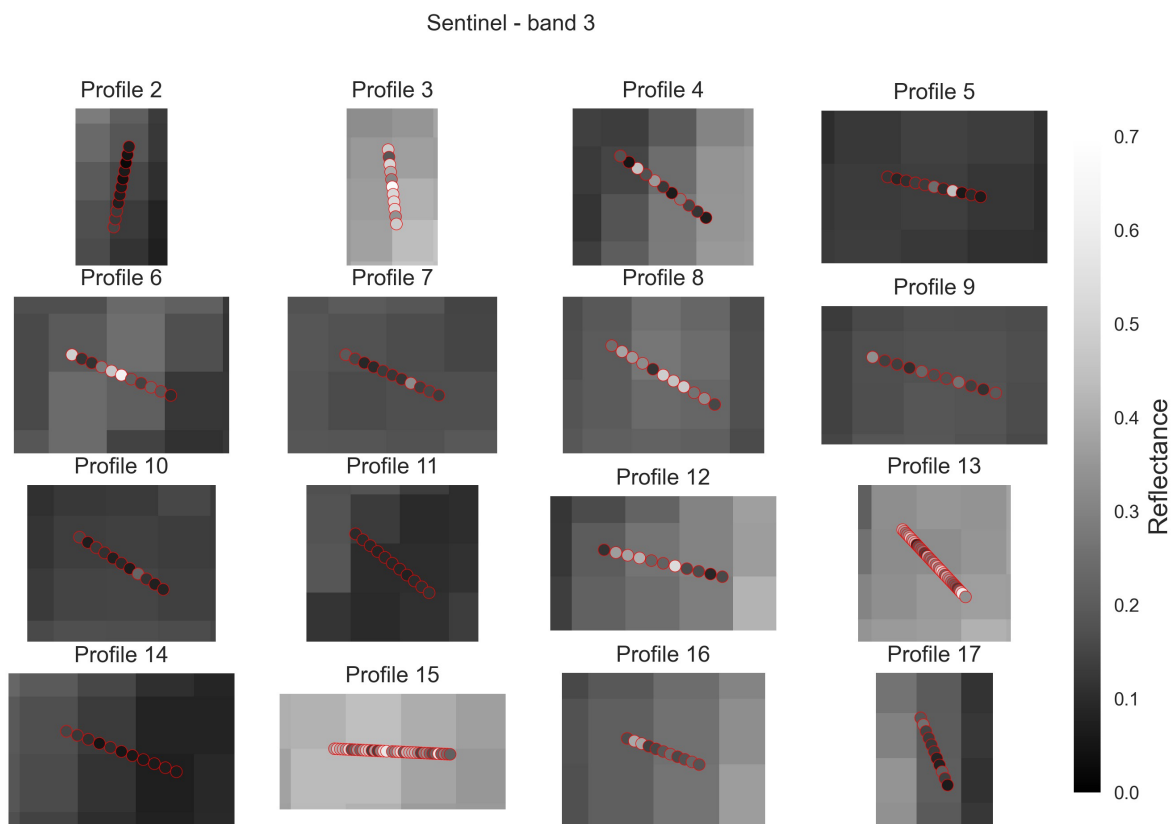 Sentinel - band 3
Profile 2
Profile 3
Profile 4
Profile 5
Profile 6
Profile 7
Profile 8
Profile 9
Profile 10
Profile 11
Profile 12
Profile 13
Profile 14
Profile 15
Profile 16
Profile 17
0.7
0.6
0.5
0.4
0.3
0.2
0.1
0.0
Reflectance